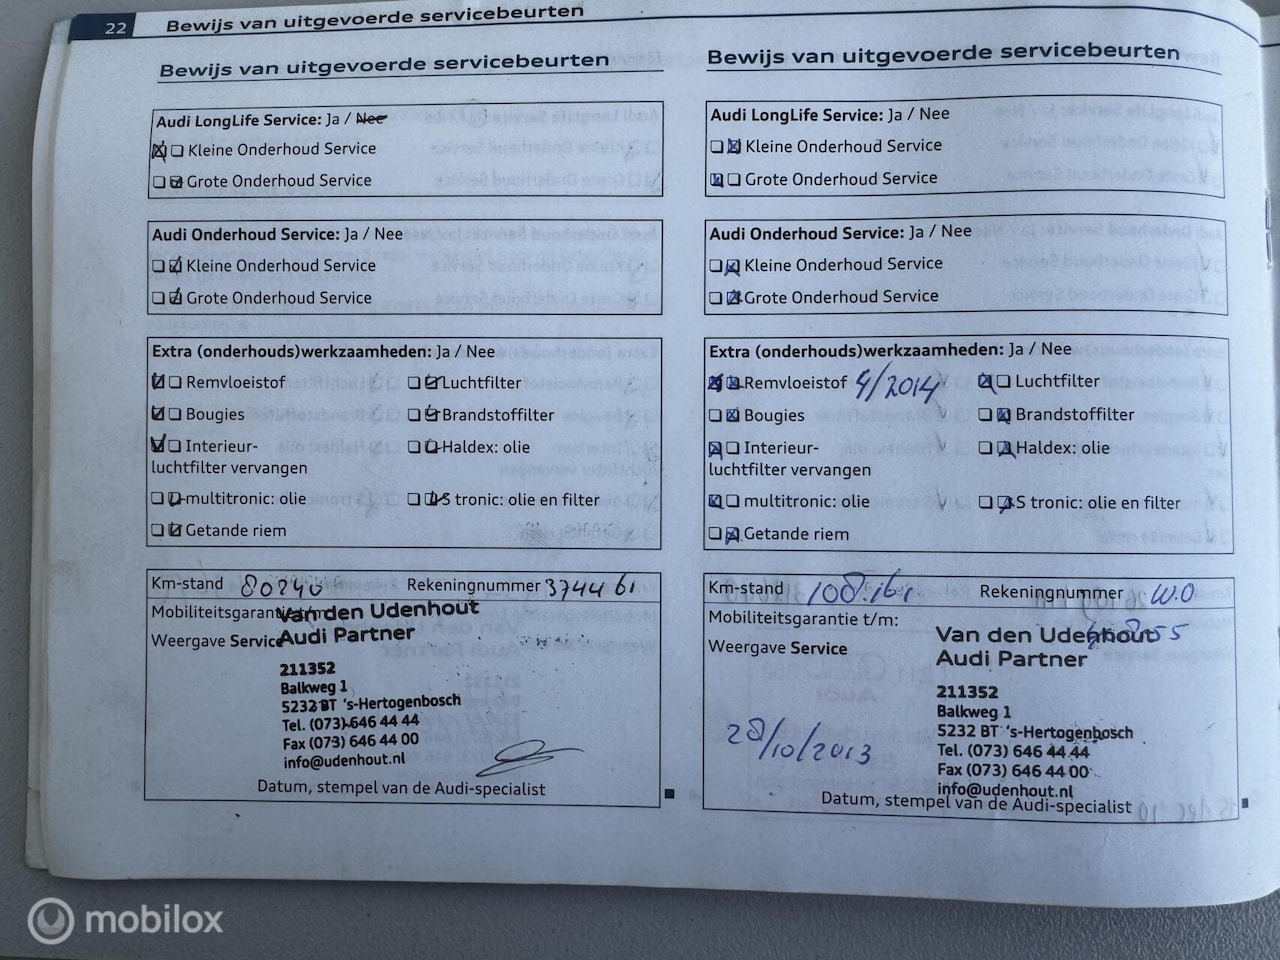 22 Bewijs van uitgevoerde servicebeurten
Bewijs van uitgevoerde servicebeurten
Audi LongLife Service: Ja / Nee
Kleine Onderhoud Service
Grote Onderhoud Service
Audi Onderhoud Service: Ja / Nee
Kleine Onderhoud Service
Grote Onderhoud Service
Extra (onderhouds)werkzaamheden: Ja / Nee
Remvloeistof Luchtfilter
Bougies Brandstoffilter
Interieur- Haldex: olie
luchtfilter vervangen
multitronic: olie S tronic: olie en filter
Getande riem
Km-stand Rekeningnummer 374461
Mobiliteitsgarantie t/m:
Van den Udenhout
Weergave Service
Audi Partner
211352
Balkweg 1
5232 BT 's-Hertogenbosch
Tel. (073) 646 44 44
Fax (073) 646 44 00
info@udenhout.nl
Datum, stempel van de Audi-specialist
Bewijs van uitgevoerde servicebeurten
Audi LongLife Service: Ja / Nee
Kleine Onderhoud Service
Grote Onderhoud Service
Audi Onderhoud Service: Ja / Nee
Kleine Onderhoud Service
Grote Onderhoud Service
Extra (onderhouds)werkzaamheden: Ja / Nee
Remvloeistof 4/2014 Luchtfilter
Bougies Brandstoffilter
Interieur- Haldex: olie
luchtfilter vervangen
multitronic: olie S tronic: olie en filter
Getande riem
Km-stand 108.161 Rekeningnummer W.O
Mobiliteitsgarantie t/m:
Van den Udenhout
Weergave Service
Audi Partner
211352
Balkweg 1
5232 BT 's-Hertogenbosch
28/10/2013
Tel. (073) 646 44 44
Fax (073) 646 44 00
info@udenhout.nl
Datum, stempel van de Audi-specialist
mobilox